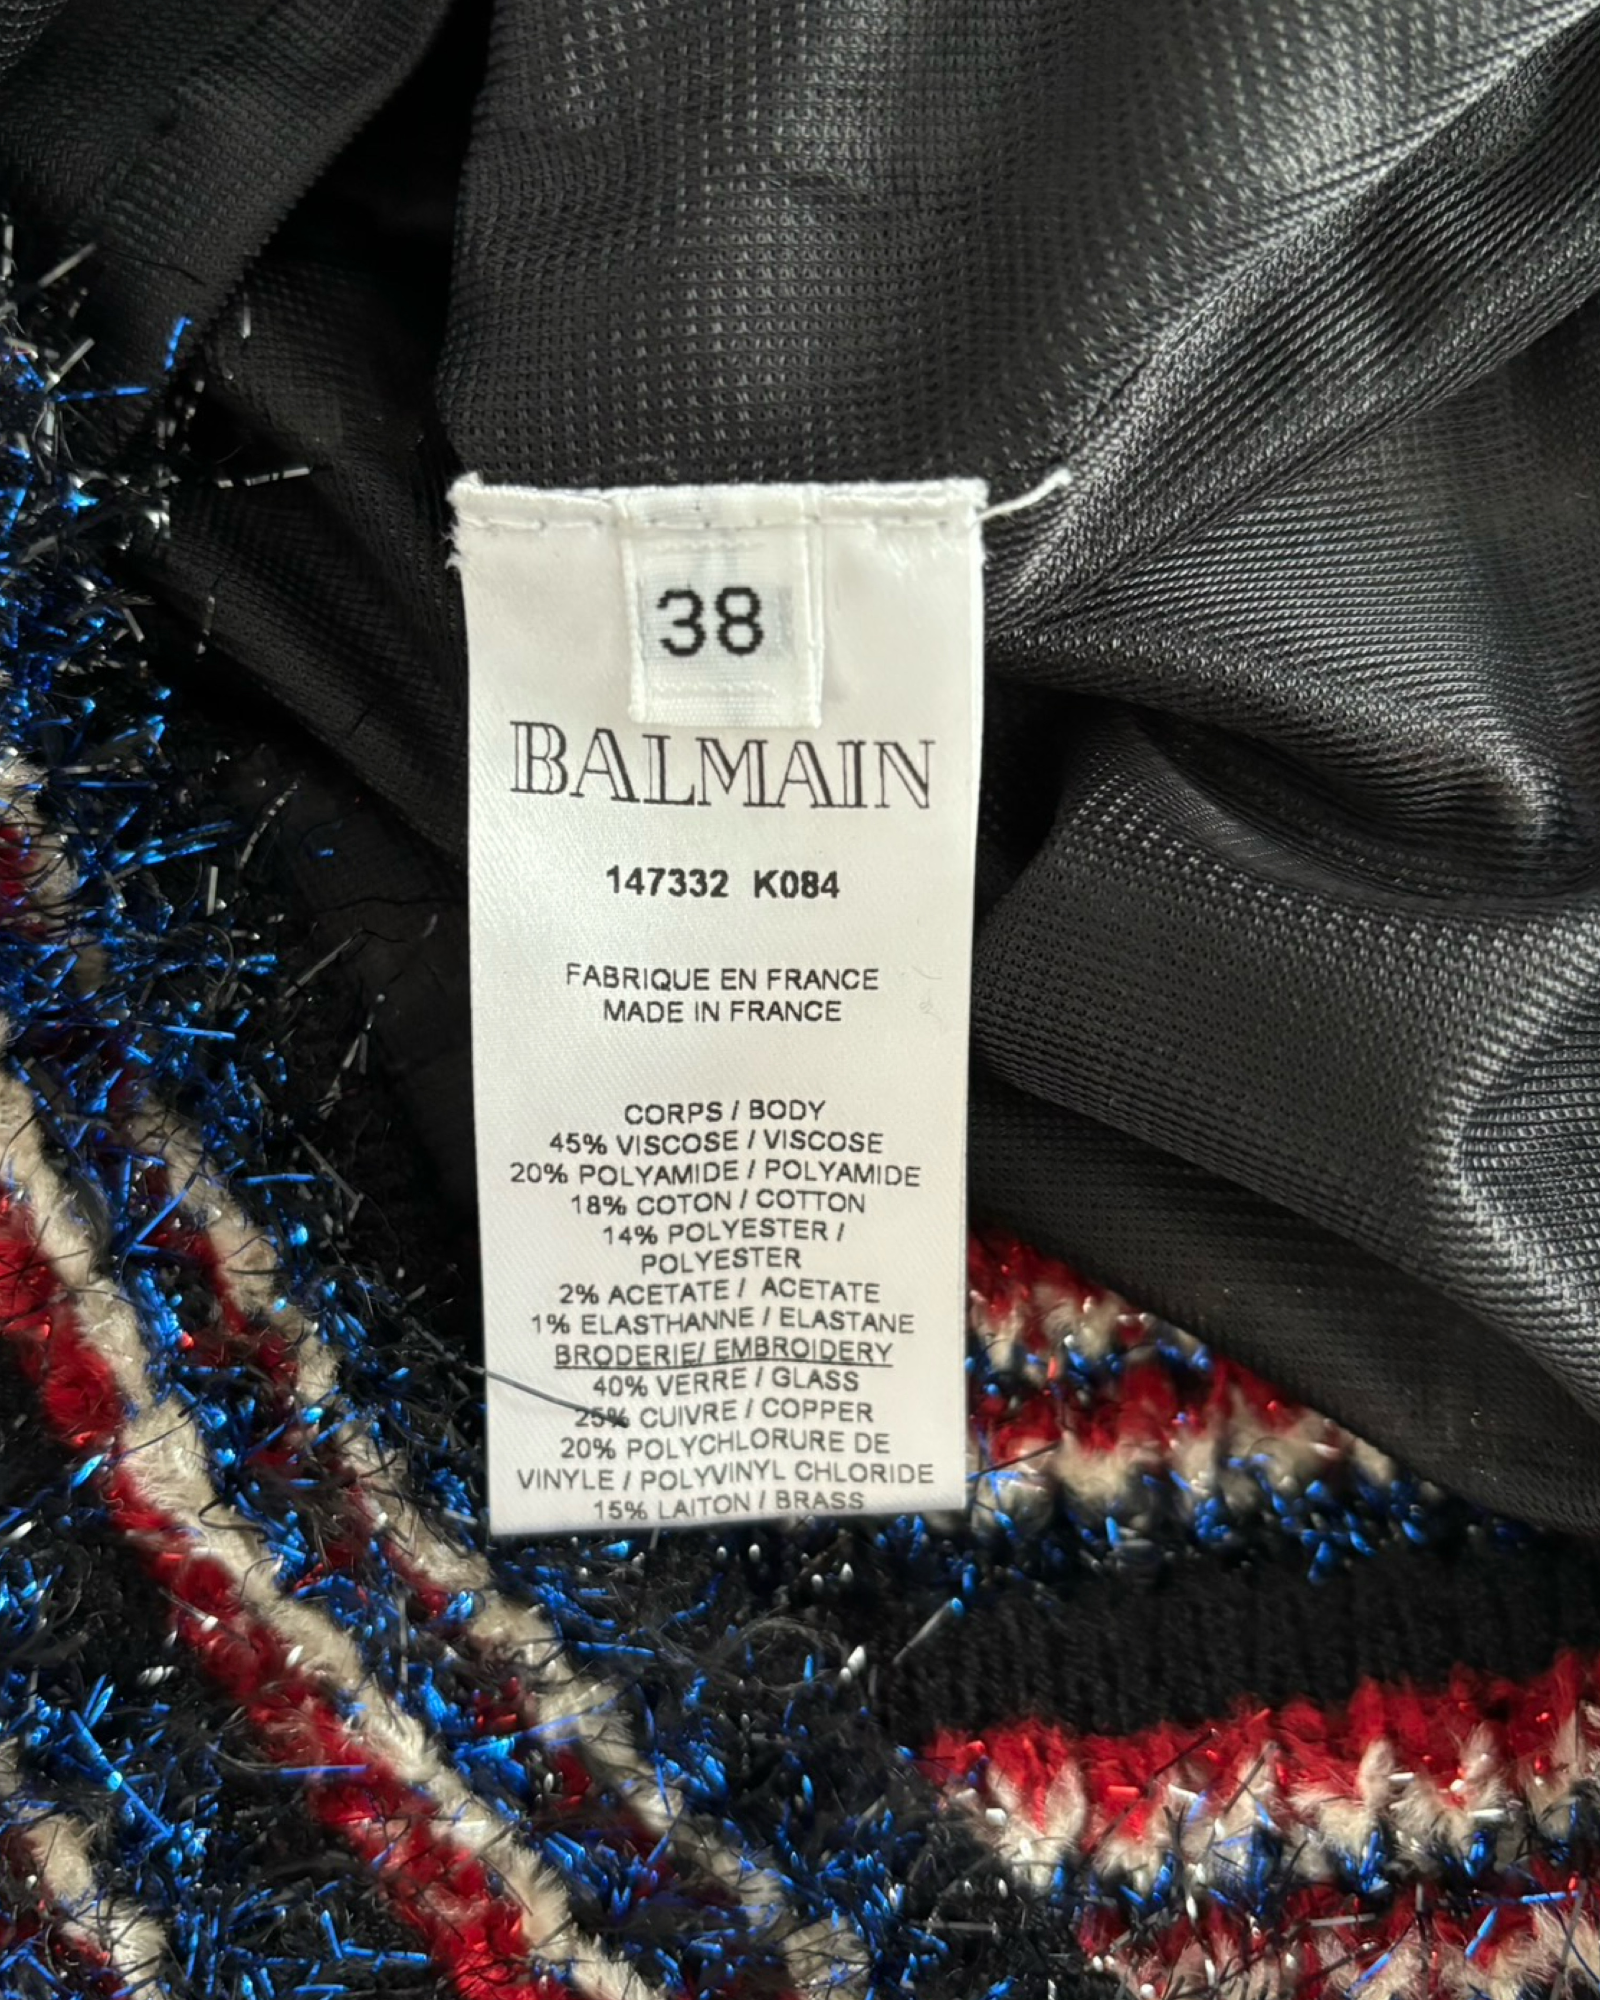 38
BALMAIN
147332 K084
FABRIQUE EN FRANCE
MADE IN FRANCE
CORPS / BODY
45% VISCOSE / VISCOSE
20% POLYAMIDE / POLYAMIDE
18% COTON / COTTON
14% POLYESTER /
POLYESTER
2% ACETATE / ACETATE
1% ELASTHANNE / ELASTANE
BRODERIE/ EMBROIDERY
40% VERRE / GLASS
25% CUIVRE / COPPER
20% POLYCHLORURE DE
VINYLE / POLYVINYL CHLORIDE
15% LAITON / BRASS